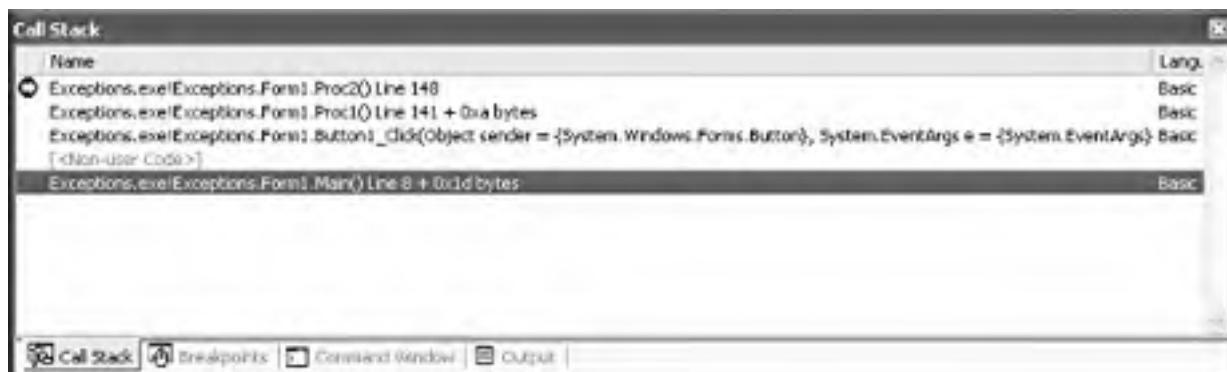 Call Stack
Name Lang.
Exceptions.exe!Exceptions.Form1.Proc2() Line 148 Basic
Exceptions.exe!Exceptions.Form1.Proc1() Line 141 + 0xa bytes Basic
Exceptions.exe!Exceptions.Form1.Button1_Click(Object sender = {System.Windows.Forms.Button}, System.EventArgs e = {System.EventArgs} Basic
[<Non-user Code>]
Exceptions.exe!Exceptions.Form1.Main() Line 8 + 0x1d bytes Basic
Call Stack Breakpoints Command Window Output